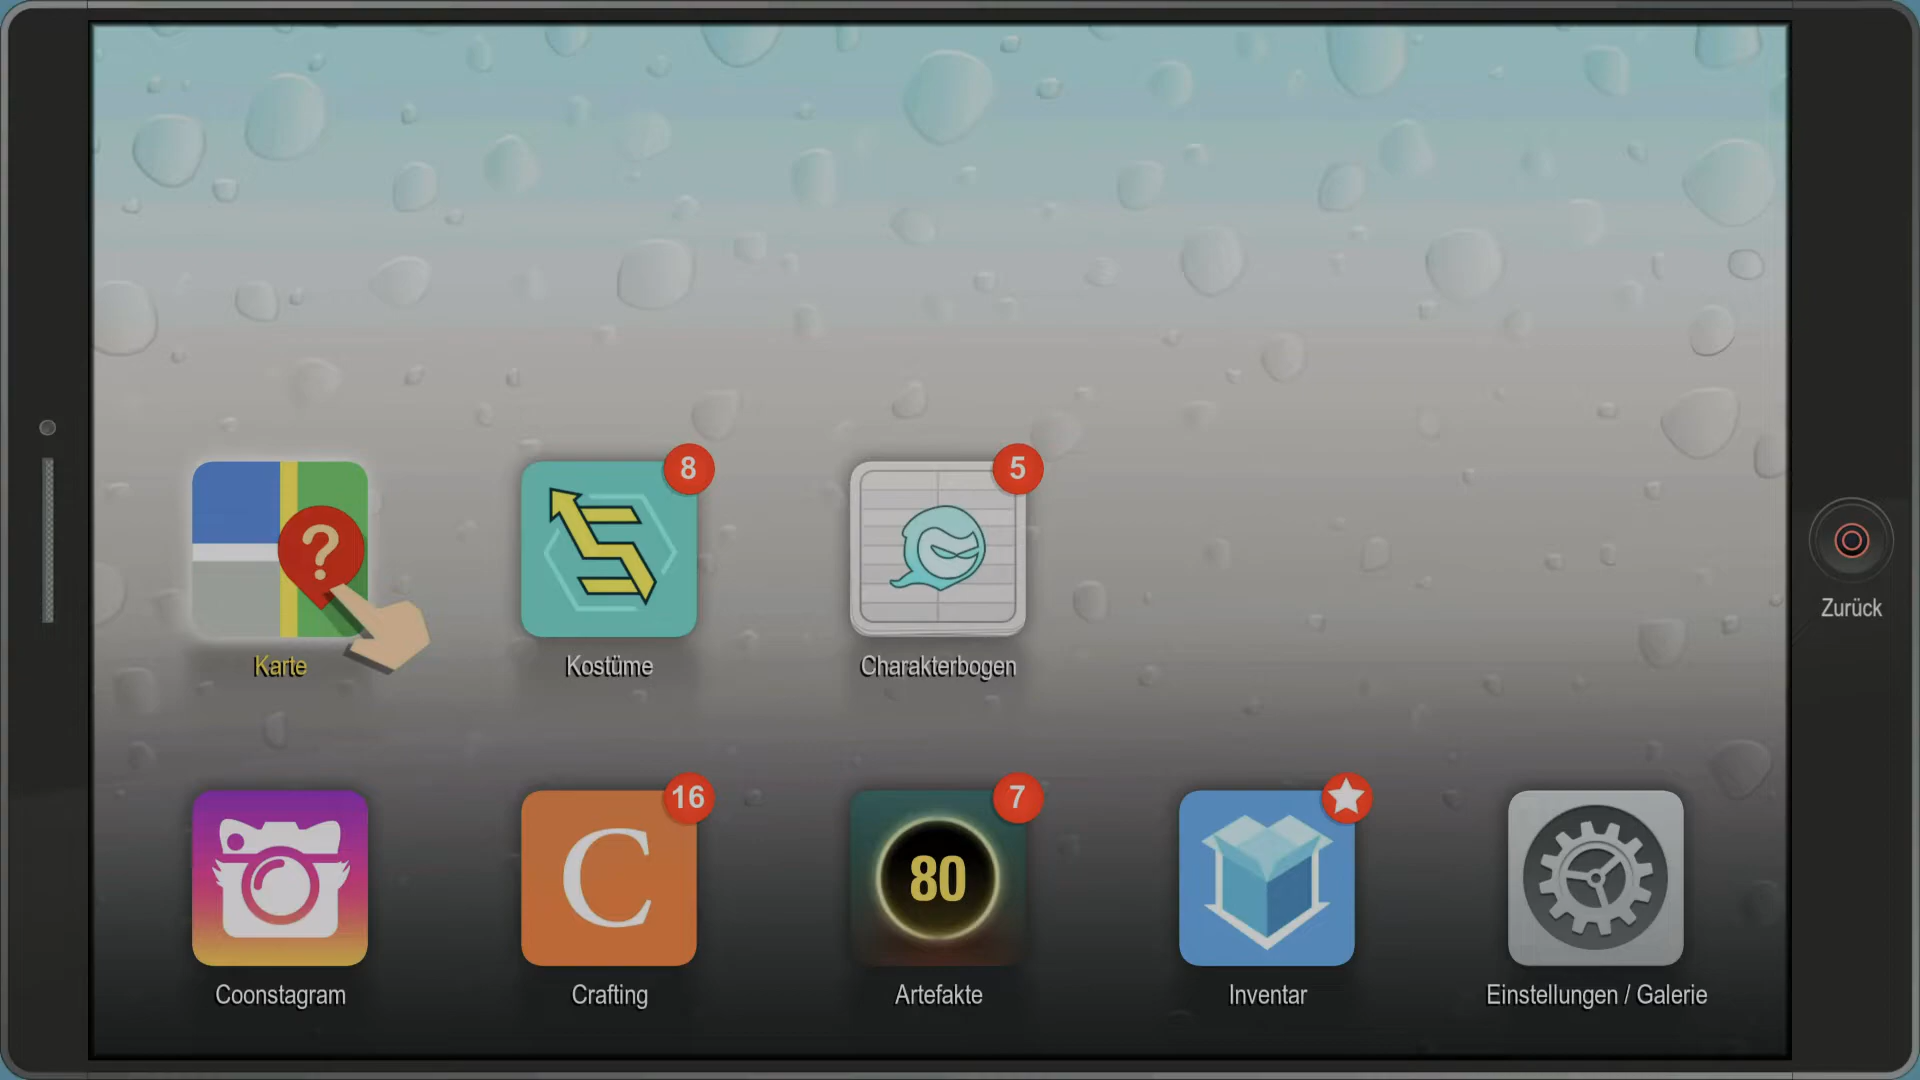 8
5
?
Karte
Kostüme
Charakterbogen
Zurück
16
7
C
80
Coonstagram
Crafting
Artefakte
Inventar
Einstellungen / Galerie